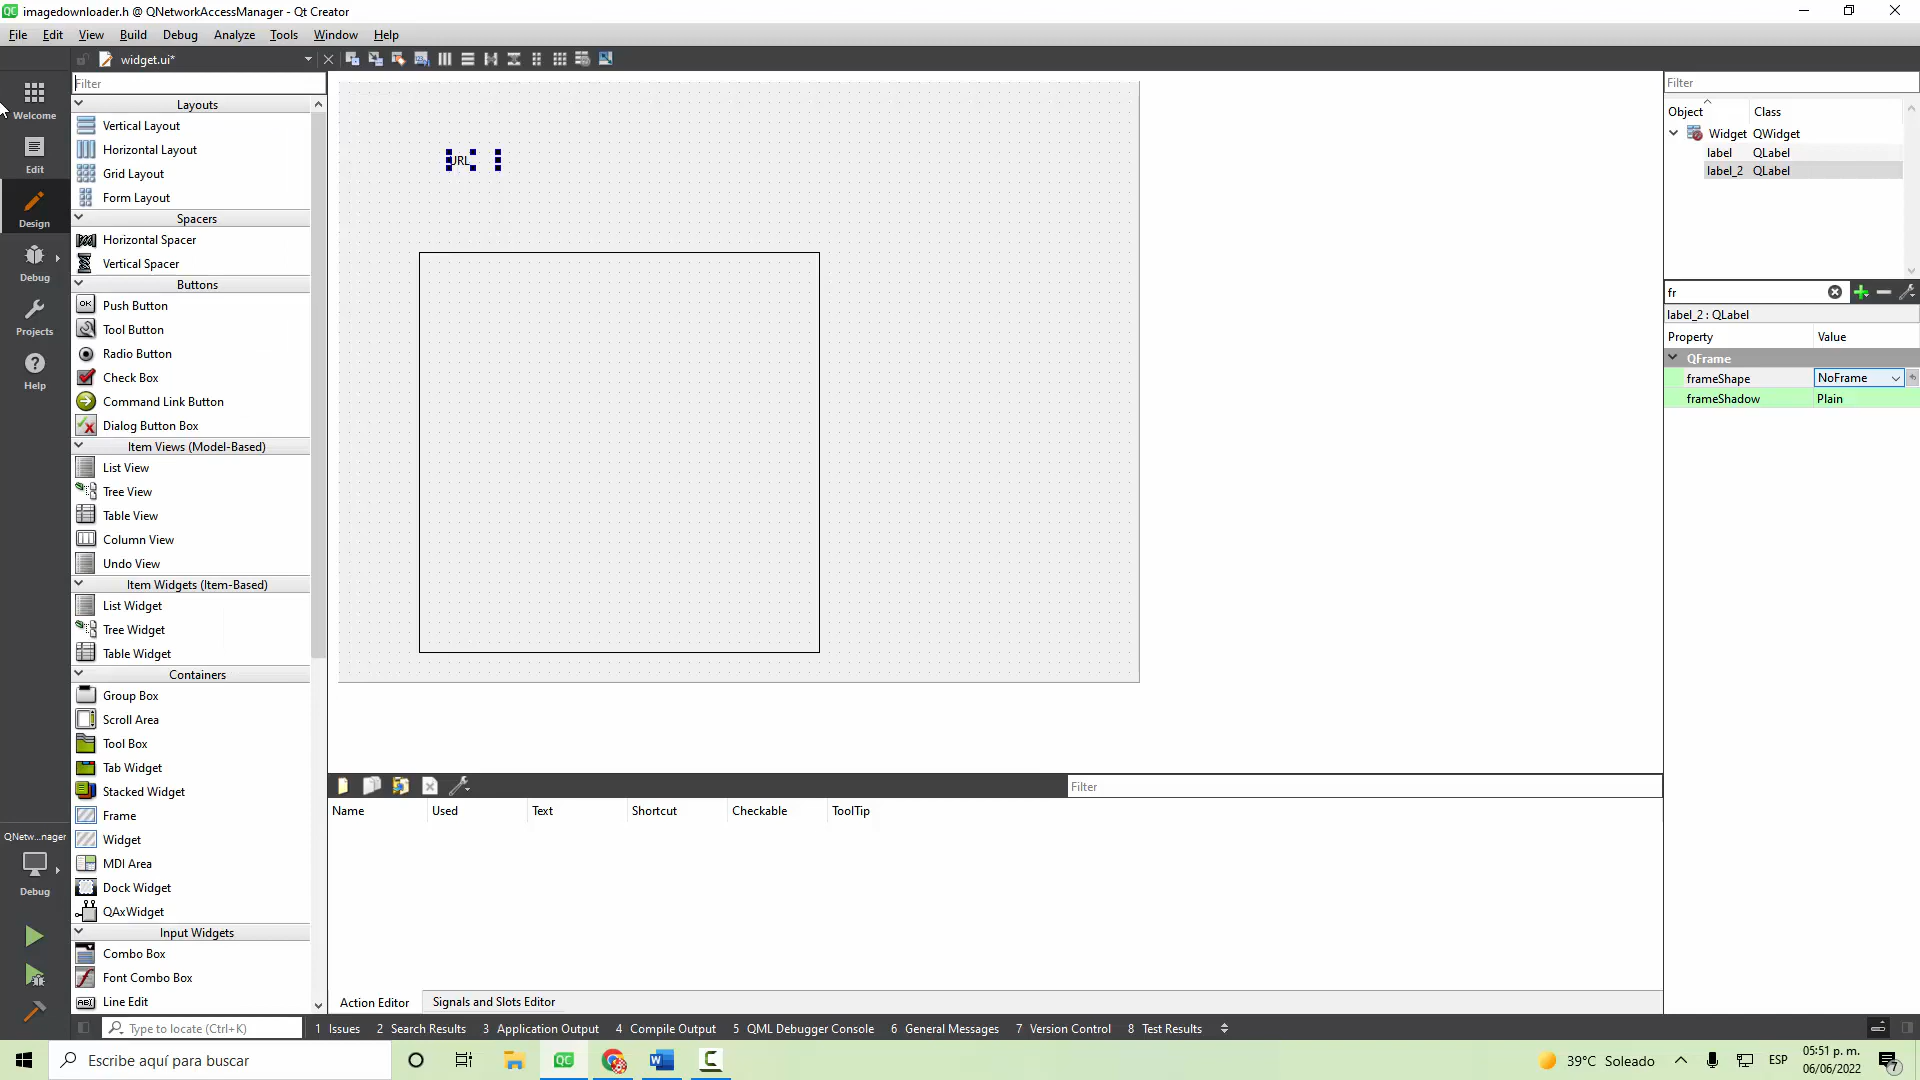 imagedownloader.h @ QNetworkAccessManager - Qt Creator
File Edit View Build Debug Analyze Tools Window Help
widget.ui*
Filter
Layouts
Vertical Layout
Horizontal Layout
Grid Layout
Form Layout
Spacers
Horizontal Spacer
Vertical Spacer
Buttons
Push Button
Tool Button
Radio Button
Check Box
Command Link Button
Dialog Button Box
Item Views (Model-Based)
List View
Tree View
Table View
Column View
Undo View
Item Widgets (Item-Based)
List Widget
Tree Widget
Table Widget
Containers
Group Box
Scroll Area
Tool Box
Tab Widget
Stacked Widget
Frame
Widget
MDI Area
Dock Widget
QAxWidget
Input Widgets
Combo Box
Font Combo Box
Line Edit
Welcome
Edit
Design
Debug
Projects
Help
QNetw...nager
Debug
URL
Filter
Object Class
Widget QWidget
label QLabel
label_2 QLabel
fr
label_2 : QLabel
Property Value
QFrame
frameShape NoFrame
frameShadow Plain
Filter
Name Used Text Shortcut Checkable ToolTip
Action Editor Signals and Slots Editor
Type to locate (Ctrl+K) 1 Issues 2 Search Results 3 Application Output 4 Compile Output 5 QML Debugger Console 6 General Messages 7 Version Control 8 Test Results
Escribe aquí para buscar
39°C Soleado
ESP
05:51 p. m.
06/06/2022
7